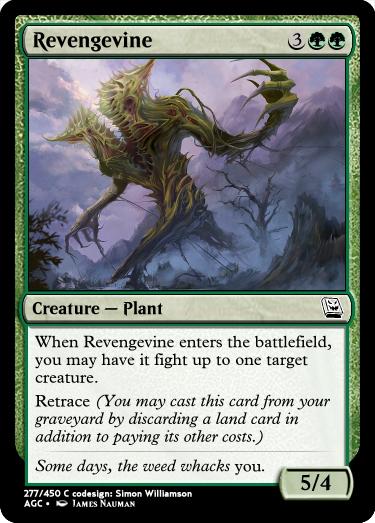 Revengevine 3
Creature — Plant
When Revengevine enters the battlefield,
you may have it fight up to one target
creature.
Retrace (You may cast this card from your
graveyard by discarding a land card in
addition to paying its other costs.)
Some days, the weed whacks you.
5/4
277/450 C codesign: Simon Williamson
AGC • James Nauman